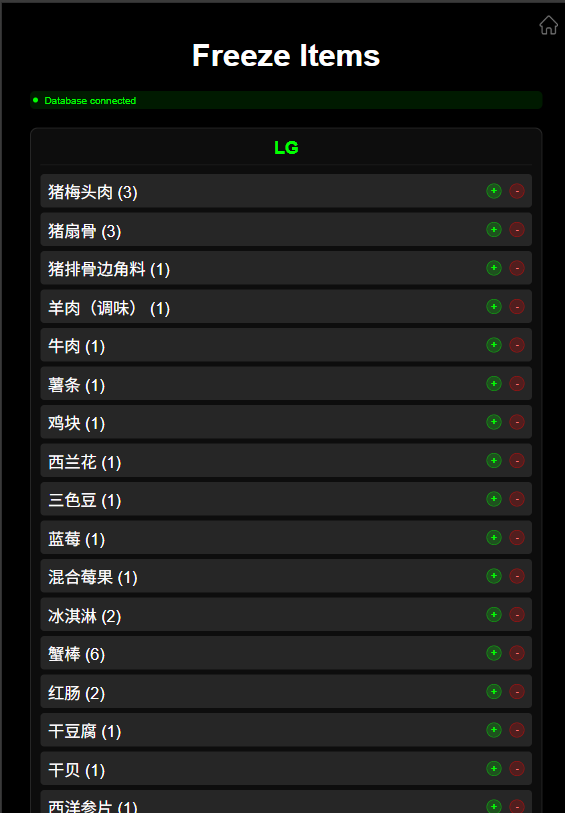 Freeze Items
Database connected
LG
猪梅头肉 (3) + -
猪扇骨 (3) + -
猪排骨边角料 (1) + -
羊肉（调味） (1) + -
牛肉 (1) + -
薯条 (1) + -
鸡块 (1) + -
西兰花 (1) + -
三色豆 (1) + -
蓝莓 (1) + -
混合莓果 (1) + -
冰淇淋 (2) + -
蟹棒 (6) + -
红肠 (2) + -
干豆腐 (1) + -
干贝 (1) + -
西洋参片 (1) + -